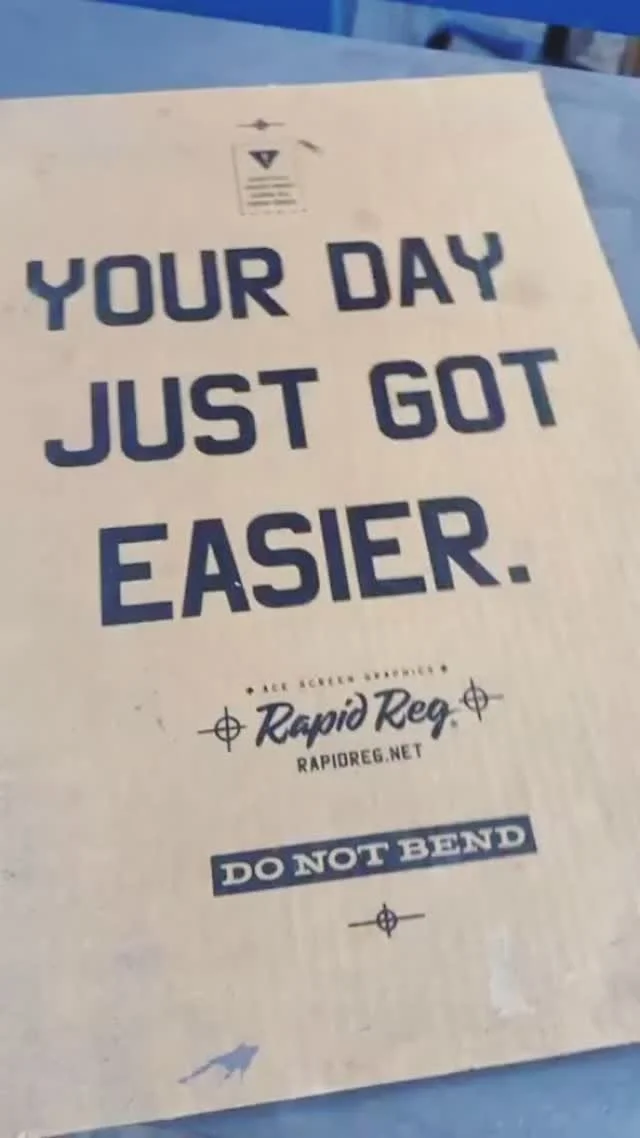 YOUR DAY
JUST GOT
EASIER.
ACE SCREEN GRAPHICS
Rapid Reg®
RAPIDREG.NET
DO NOT BEND